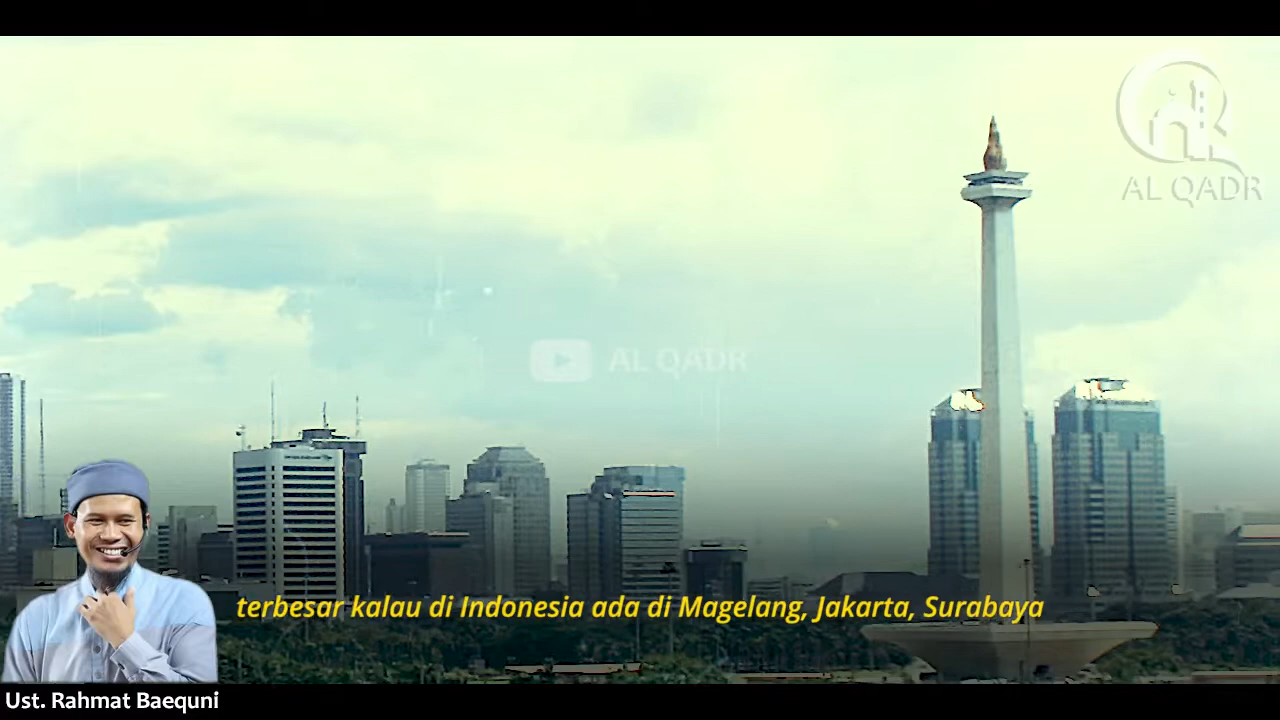 AL QADR
AL QADR
terbesar kalau di Indonesia ada di Magelang, Jakarta, Surabaya
Ust. Rahmat Baequni